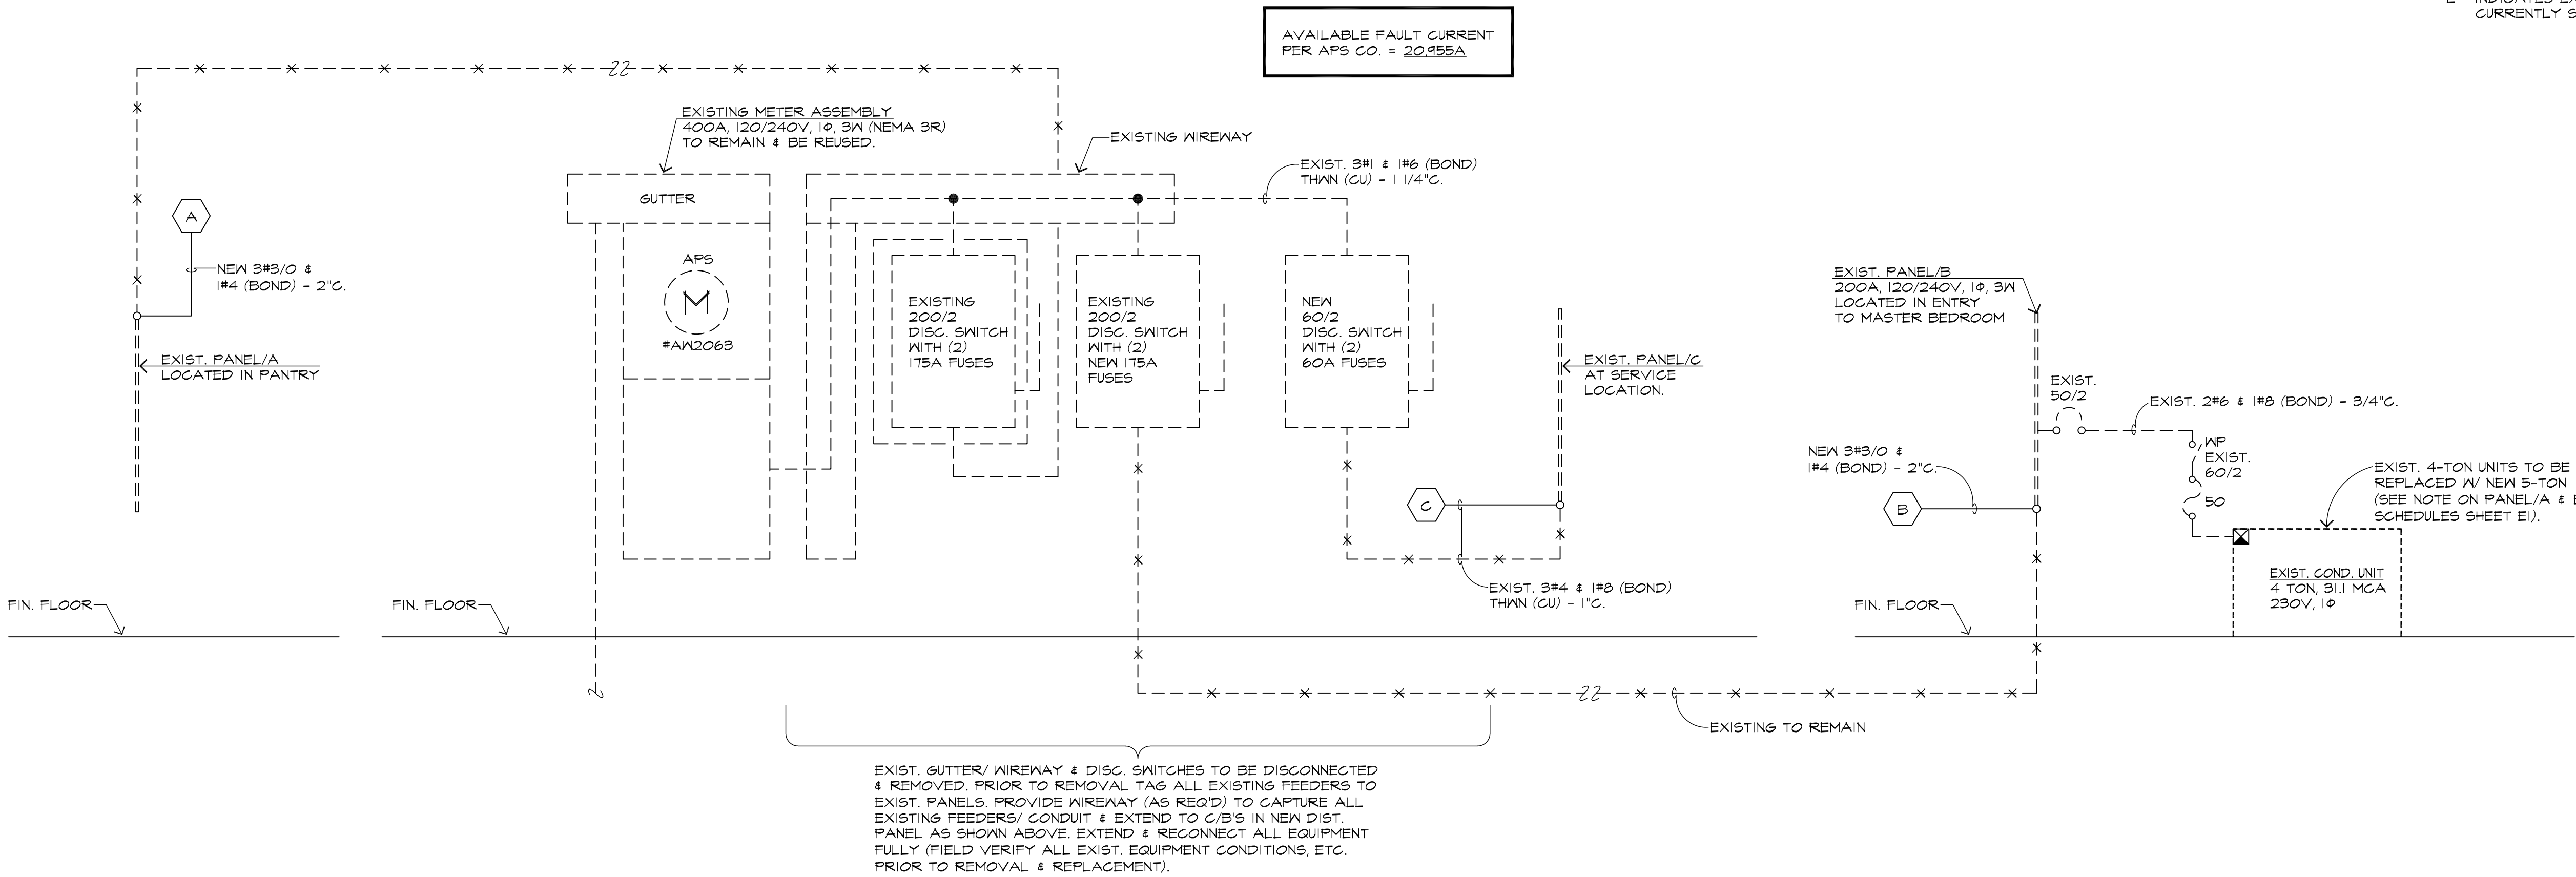 CURRENTLY S
AVAILABLE FAULT CURRENT
PER APS CO. = 20,955A
22
EXISTING METER ASSEMBLY
400A, 120/240V, 1Φ, 3W (NEMA 3R)
TO REMAIN & BE REUSED.
EXISTING WIREWAY
EXIST. 3#1 & 1#6 (BOND)
THWN (CU) - 1 1/4"C.
GUTTER
A
NEW 3#3/0 &
1#4 (BOND) - 2"C.
APS
M
#AW2063
EXISTING
200/2
DISC. SWITCH
WITH (2)
175A FUSES
EXISTING
200/2
DISC. SWITCH
WITH (2)
NEW 175A
FUSES
NEW
60/2
DISC. SWITCH
WITH (2)
60A FUSES
EXIST. PANEL/A
LOCATED IN PANTRY
EXIST. PANEL/C
AT SERVICE
LOCATION.
EXIST. PANEL/B
200A, 120/240V, 1Φ, 3W
LOCATED IN ENTRY
TO MASTER BEDROOM
EXIST.
50/2
EXIST. 2#6 & 1#8 (BOND) - 3/4"C.
WP
EXIST.
60/2
50
NEW 3#3/0 &
1#4 (BOND) - 2"C.
B
C
EXIST. 4-TON UNITS TO BE
REPLACED W/ NEW 5-TON
(SEE NOTE ON PANEL/A &
SCHEDULES SHEET E1).
EXIST. COND. UNIT
4 TON, 31.1 MCA
230V, 1Φ
EXIST. 3#4 & 1#8 (BOND)
THWN (CU) - 1"C.
FIN. FLOOR
FIN. FLOOR
FIN. FLOOR
22
EXISTING TO REMAIN
EXIST. GUTTER/ WIREWAY & DISC. SWITCHES TO BE DISCONNECTED
& REMOVED. PRIOR TO REMOVAL TAG ALL EXISTING FEEDERS TO
EXIST. PANELS. PROVIDE WIREWAY (AS REQ'D) TO CAPTURE ALL
EXISTING FEEDERS/ CONDUIT & EXTEND TO C/B'S IN NEW DIST.
PANEL AS SHOWN ABOVE. EXTEND & RECONNECT ALL EQUIPMENT
FULLY (FIELD VERIFY ALL EXIST. EQUIPMENT CONDITIONS, ETC.
PRIOR TO REMOVAL & REPLACEMENT).